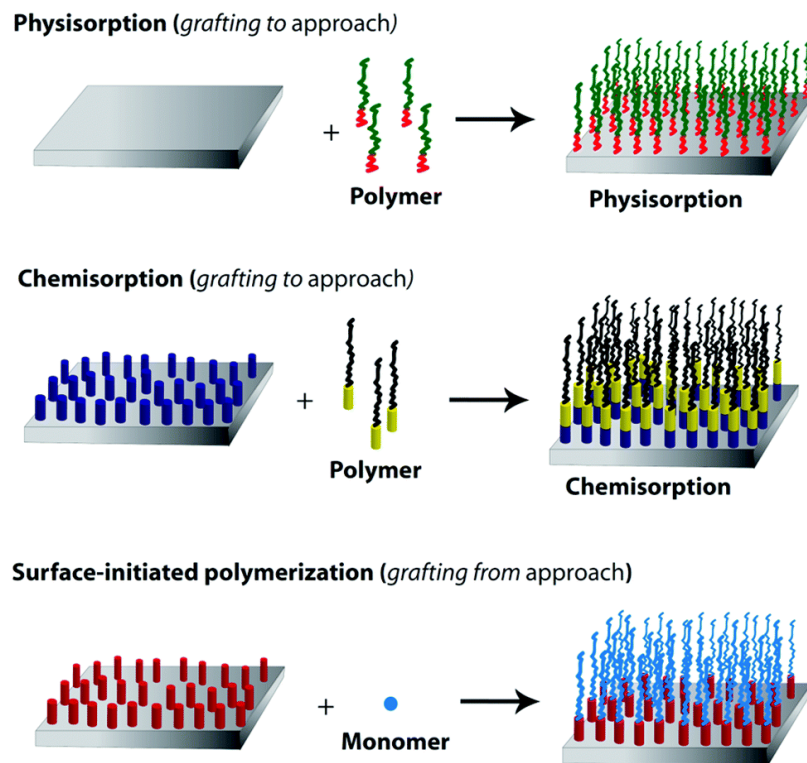 Physisorption (grafting to approach)
+
Polymer
Physisorption
Chemisorption (grafting to approach)
+
Polymer
Chemisorption
Surface-initiated polymerization (grafting from approach)
+
Monomer